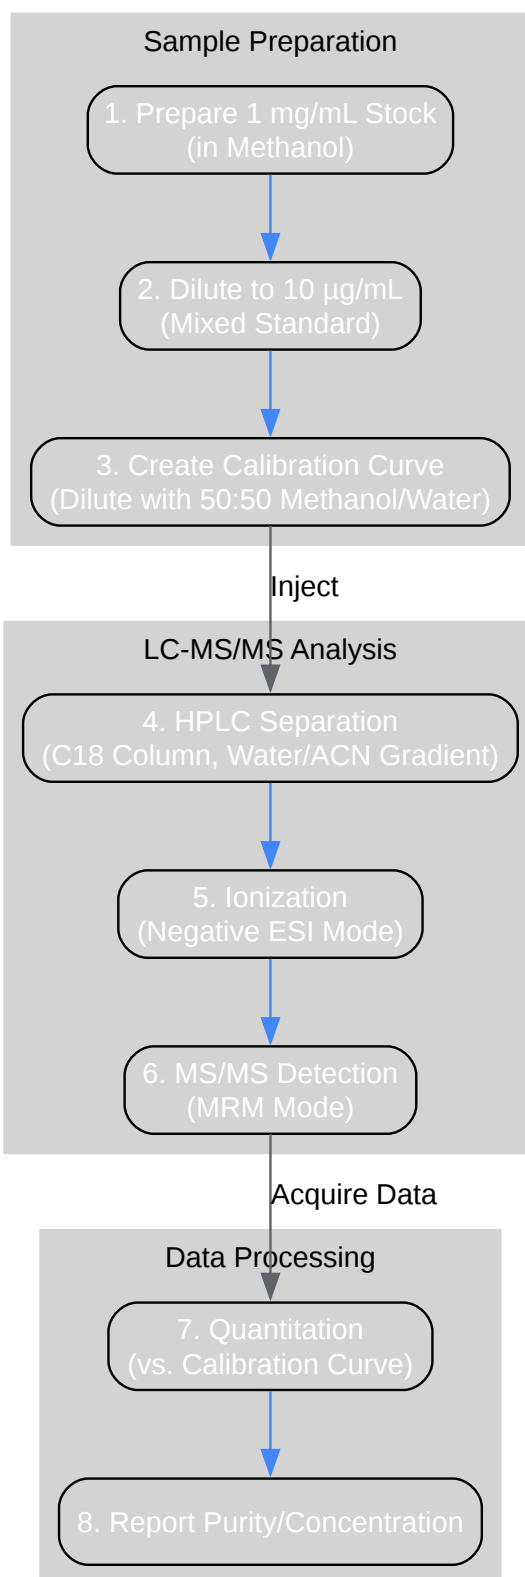 Sample Preparation
1. Prepare 1 mg/mL Stock
(in Methanol)
2. Dilute to 10 µg/mL
(Mixed Standard)
3. Create Calibration Curve
(Dilute with 50:50 Methanol/Water)
Inject
LC-MS/MS Analysis
4. HPLC Separation
(C18 Column, Water/ACN Gradient)
5. Ionization
(Negative ESI Mode)
6. MS/MS Detection
(MRM Mode)
Acquire Data
Data Processing
7. Quantitation
(vs. Calibration Curve)
8. Report Purity/Concentration